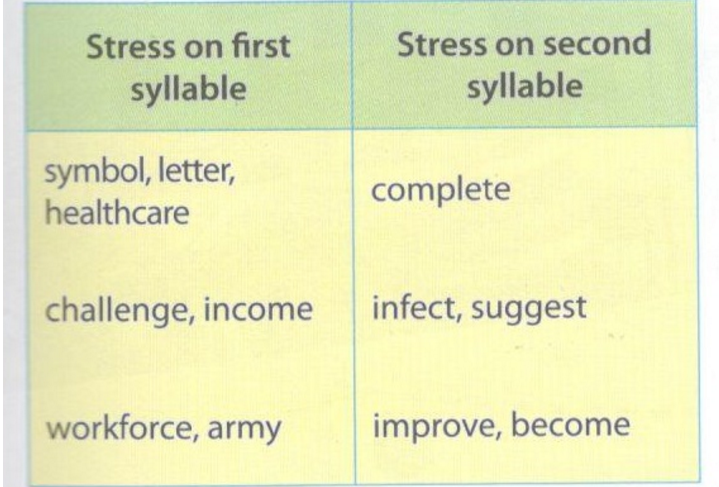 Stress on first
syllable
Stress on second
syllable
symbol, letter,
healthcare
complete
challenge, income
infect, suggest
workforce, army
improve, become